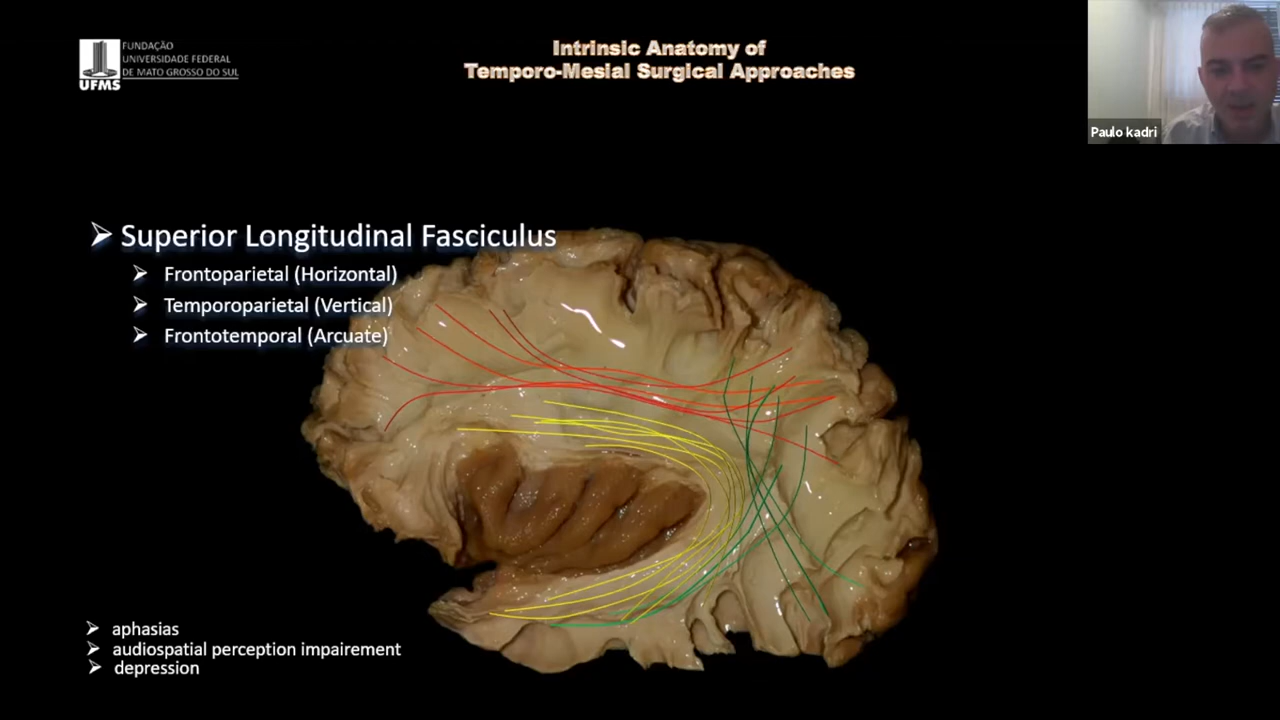 FUNDAÇÃO
UNIVERSIDADE FEDERAL
DE MATO GROSSO DO SUL
UFMS
Intrinsic Anatomy of
Temporo-Mesial Surgical Approaches
Paulo kadri
Superior Longitudinal Fasciculus
Frontoparietal (Horizontal)
Temporoparietal (Vertical)
Frontotemporal (Arcuate)
aphasias
audiospatial perception impairement
depression